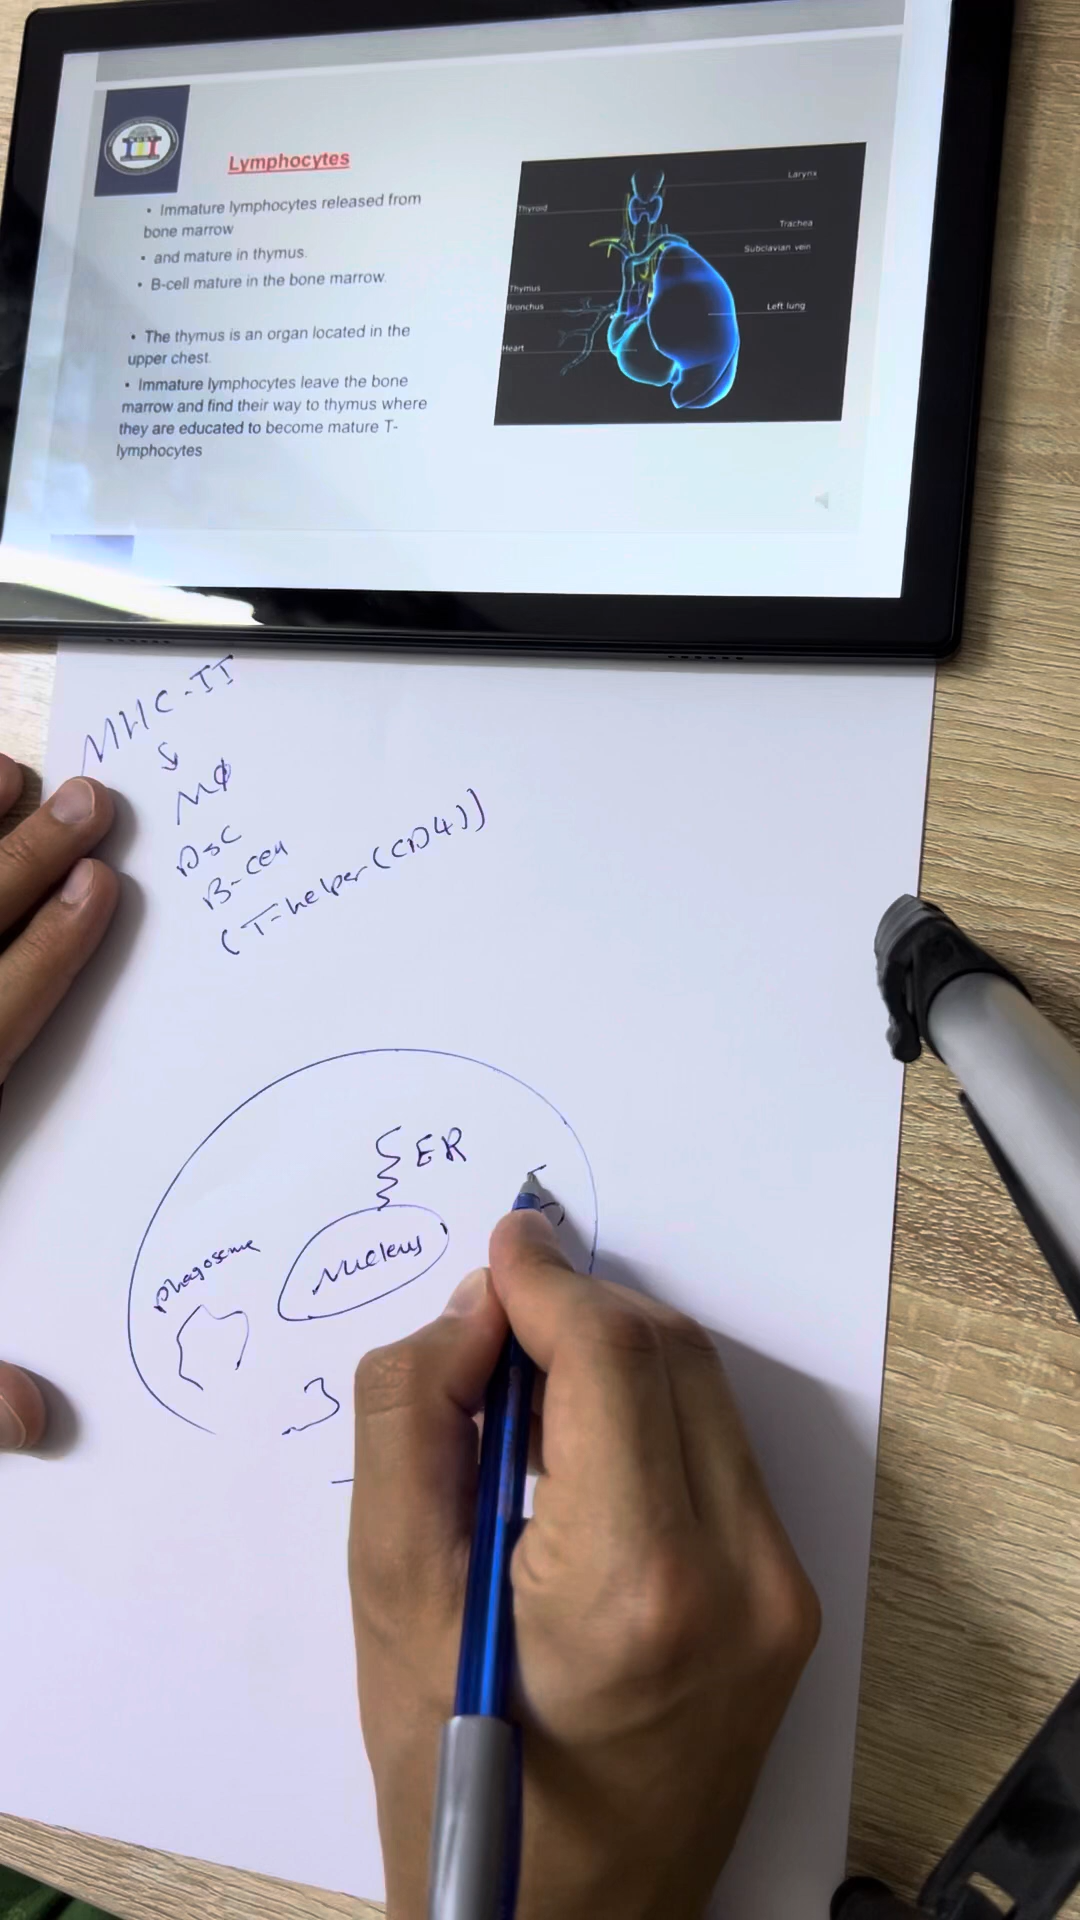 Lymphocytes
• Immature lymphocytes released from
bone marrow
• and mature in thymus.
• B-cell mature in the bone marrow.
• The thymus is an organ located in the
upper chest.
• Immature lymphocytes leave the bone
marrow and find their way to thymus where
they are educated to become mature T-
lymphocytes
Larynx
Thyroid
Trachea
Subclavian vein
Thymus
Bronchus
Left lung
Heart
MHC-II
MØ
B-cell
(T-helper (CD4))
ER
Nucleus
phagosome